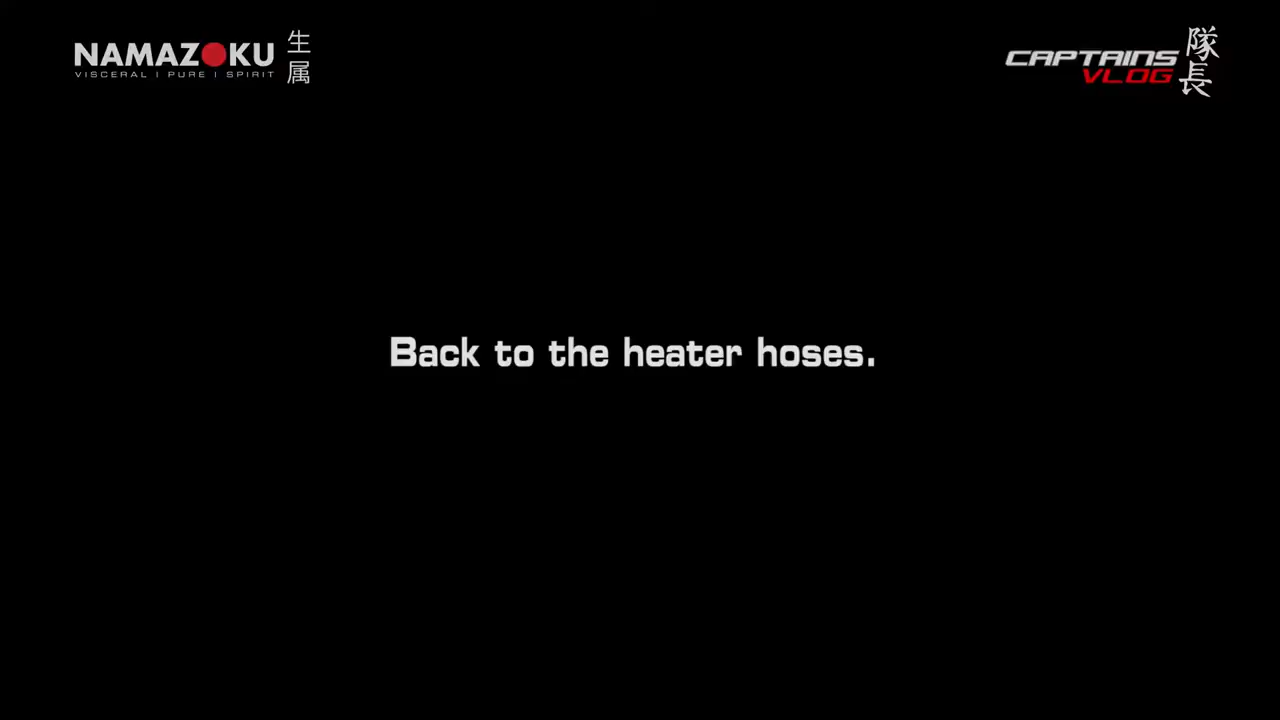 NAMAZOKU
VISCERAL | PURE | SPIRIT
生属
CAPTAINS
VLOG
隊長
Back to the heater hoses.